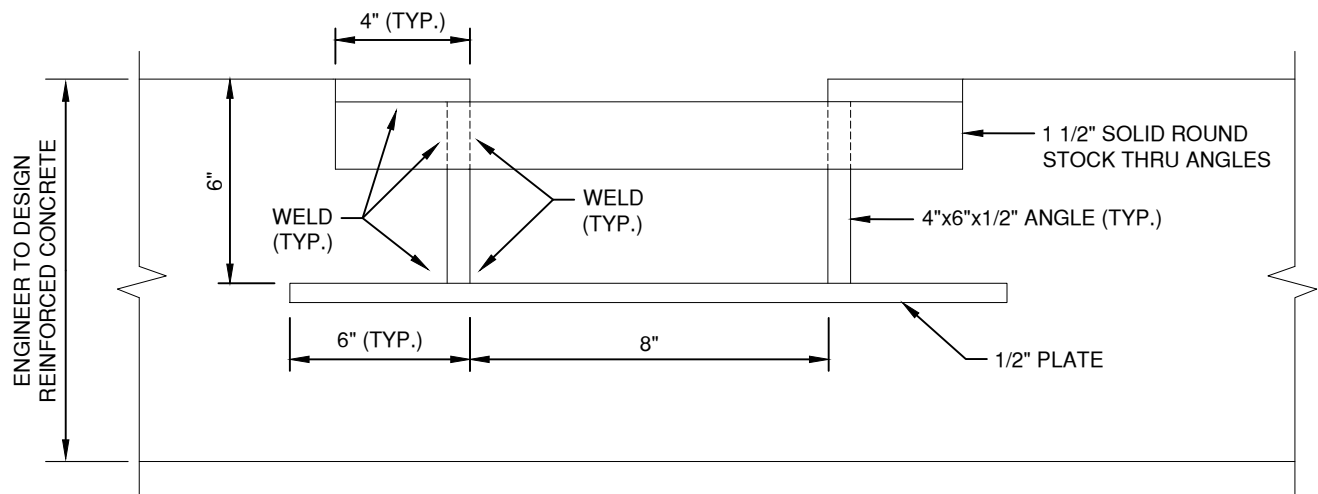 4" (TYP.)
1 1/2" SOLID ROUND
STOCK THRU ANGLES
6"
WELD
(TYP.)
WELD
(TYP.)
4"x6"x1/2" ANGLE (TYP.)
ENGINEER TO DESIGN
REINFORCED CONCRETE
6" (TYP.)
8"
1/2" PLATE